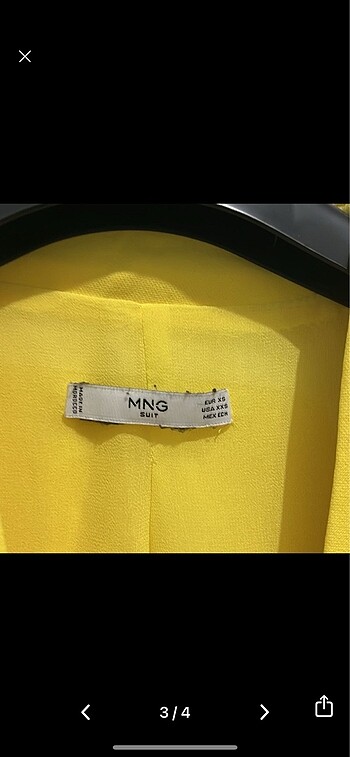 MADE IN
MOROCCO
MNG
SUIT
EUR XS
USA XXS
MEX ECH
3/4